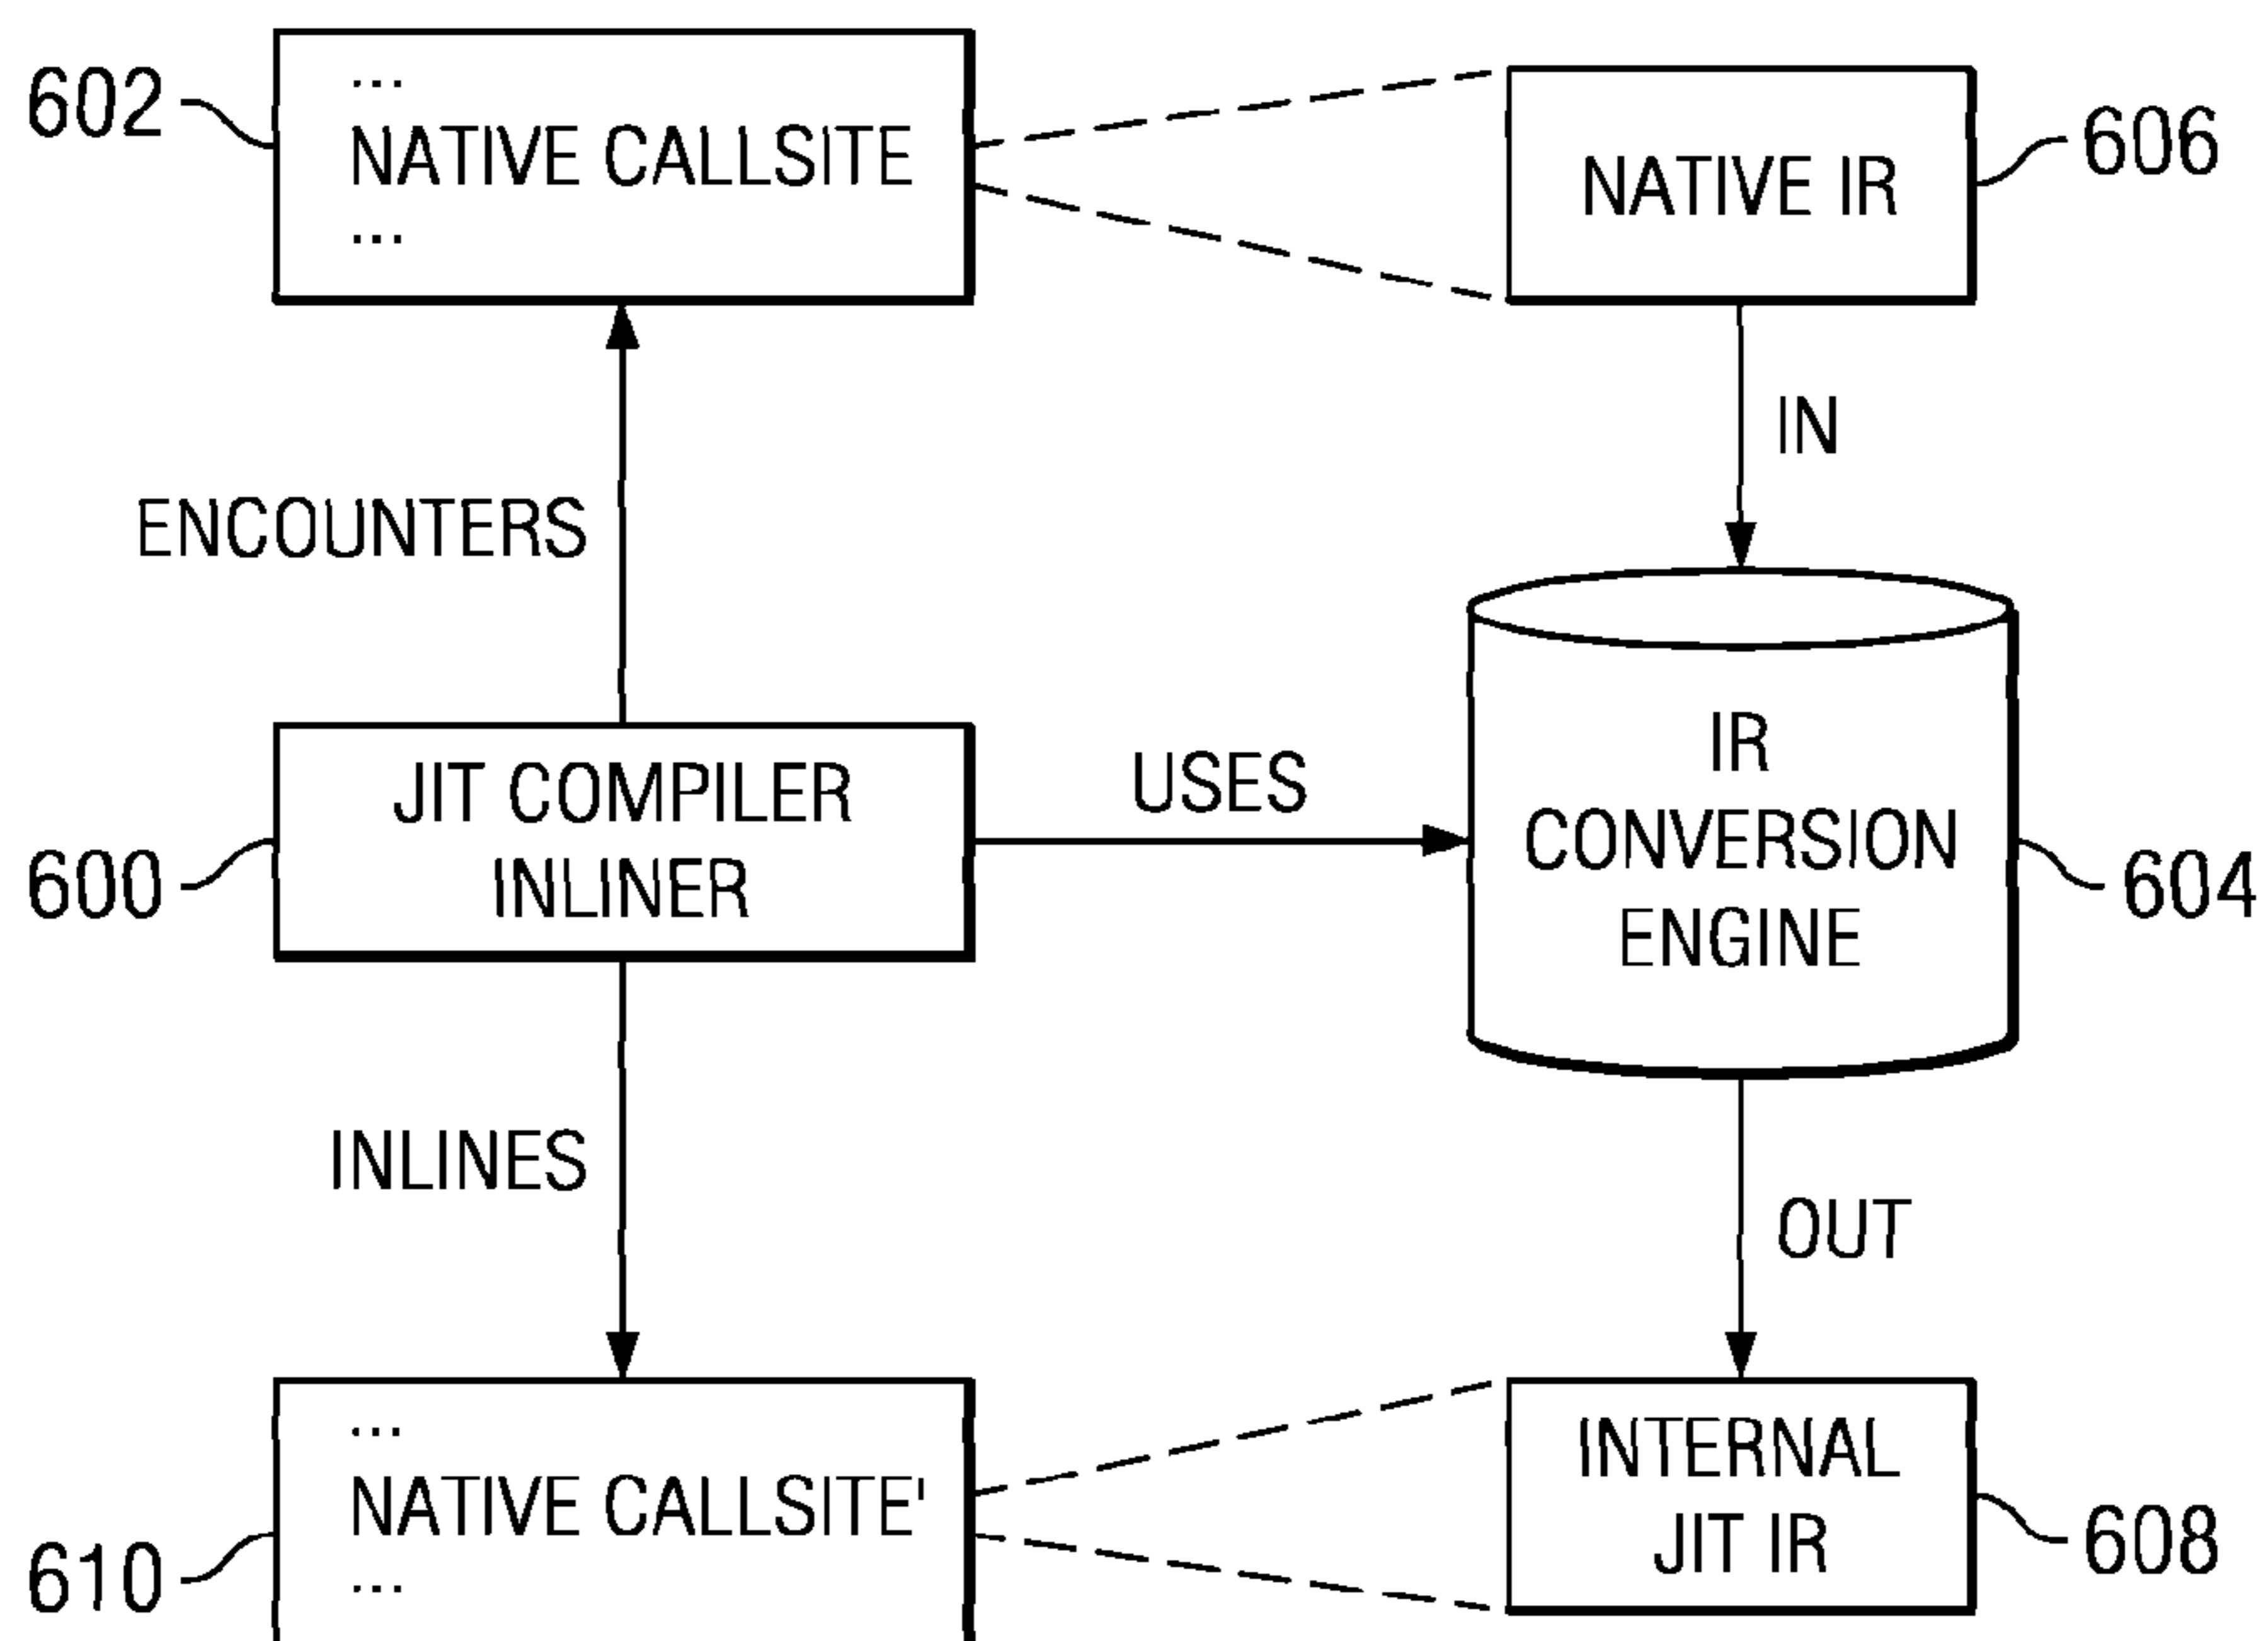 602
...
NATIVE CALLSITE
...
NATIVE IR
606
ENCOUNTERS
IN
600
JIT COMPILER
INLINER
USES
IR
CONVERSION
ENGINE
604
INLINES
OUT
610
...
NATIVE CALLSITE'
...
INTERNAL
JIT IR
608